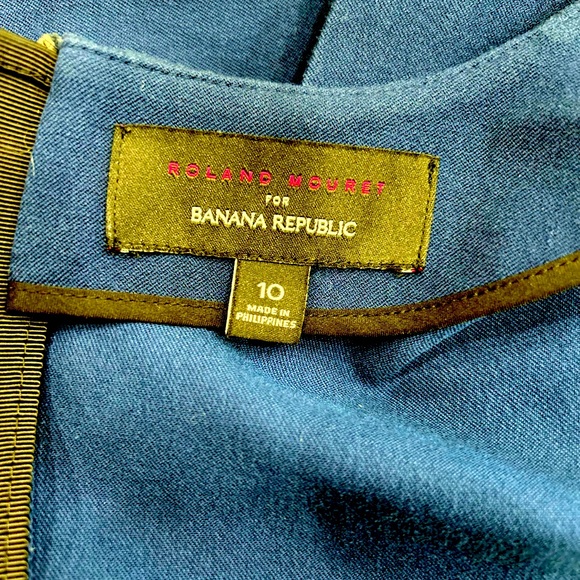 ROLAND MOURET
FOR
BANANA REPUBLIC
10
MADE IN
PHILIPPINES